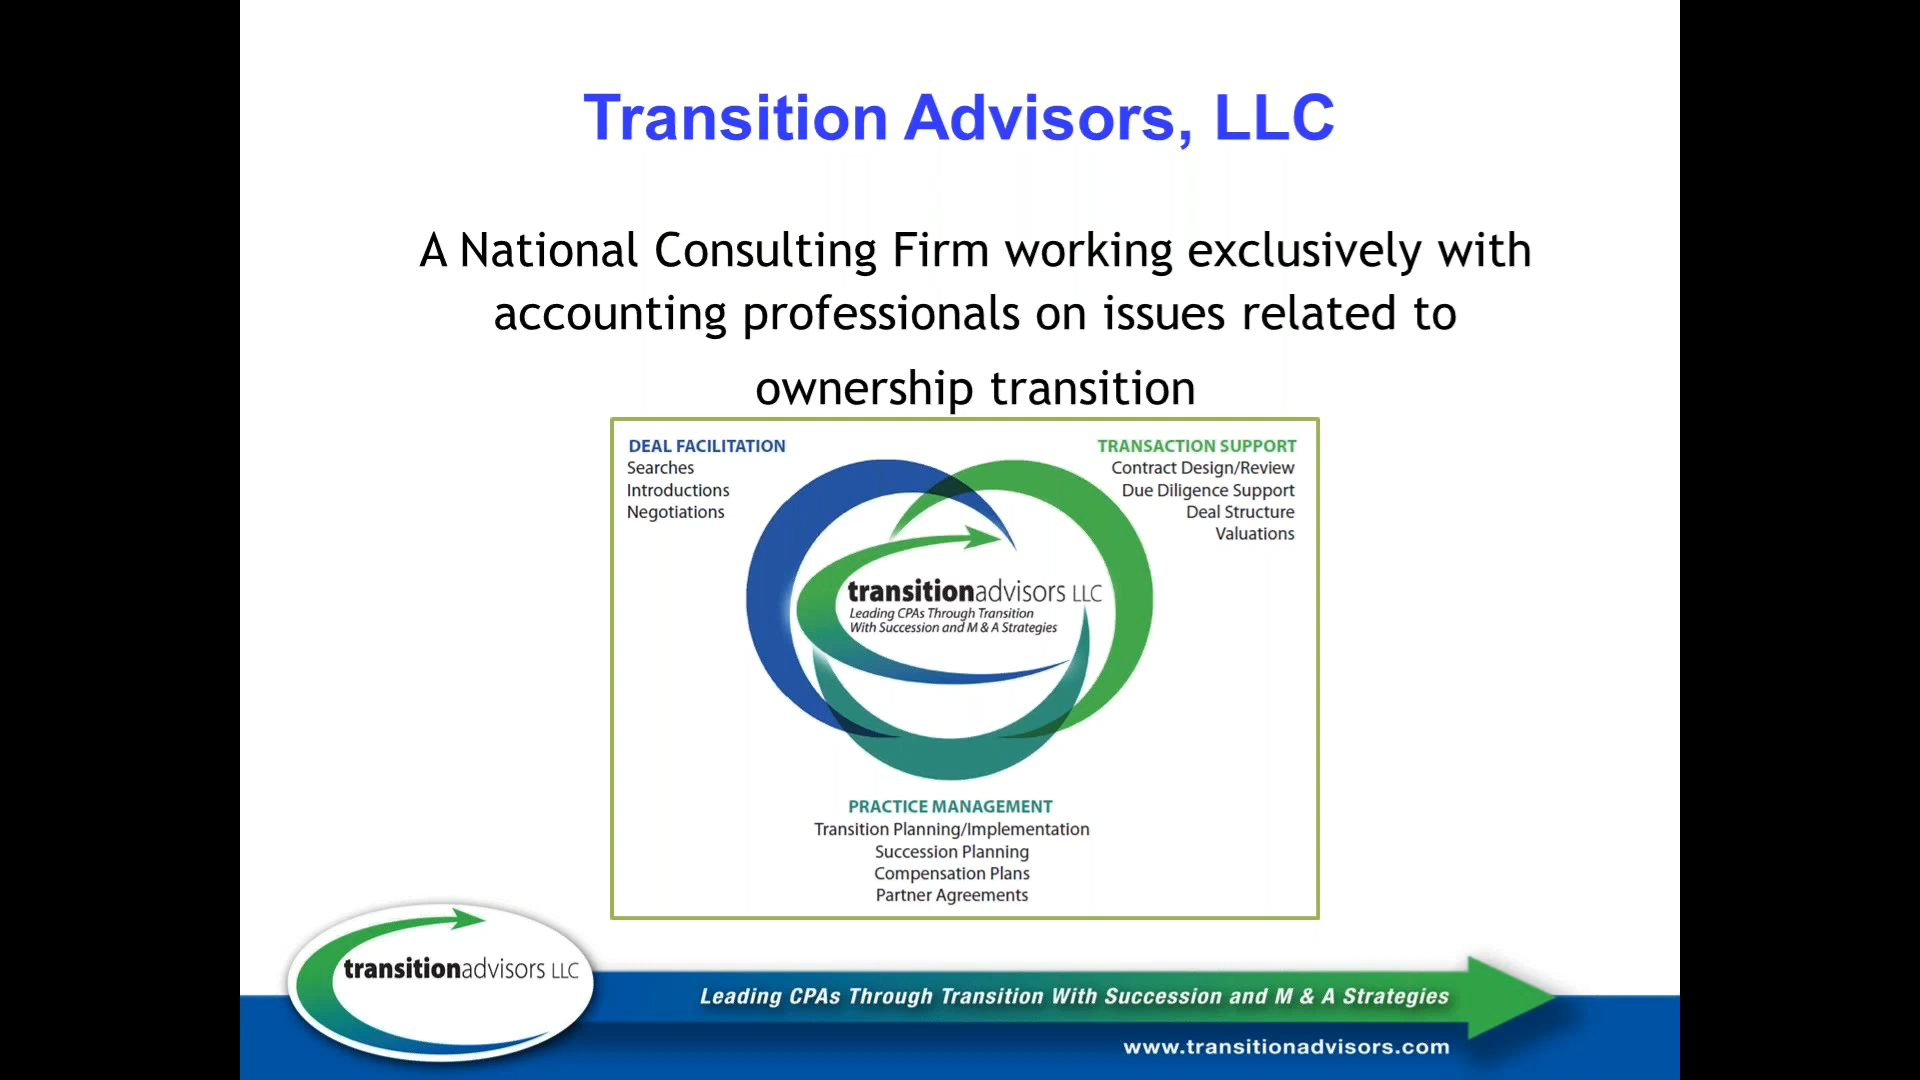 Transition Advisors, LLC
A National Consulting Firm working exclusively with
accounting professionals on issues related to
ownership transition
DEAL FACILITATION
Searches
Introductions
Negotiations
TRANSACTION SUPPORT
Contract Design/Review
Due Diligence Support
Deal Structure
Valuations
transitionadvisors LLC
Leading CPAs Through Transition
With Succession and M & A Strategies
PRACTICE MANAGEMENT
Transition Planning/Implementation
Succession Planning
Compensation Plans
Partner Agreements
transitionadvisors LLC
Leading CPAs Through Transition With Succession and M & A Strategies
www.transitionadvisors.com